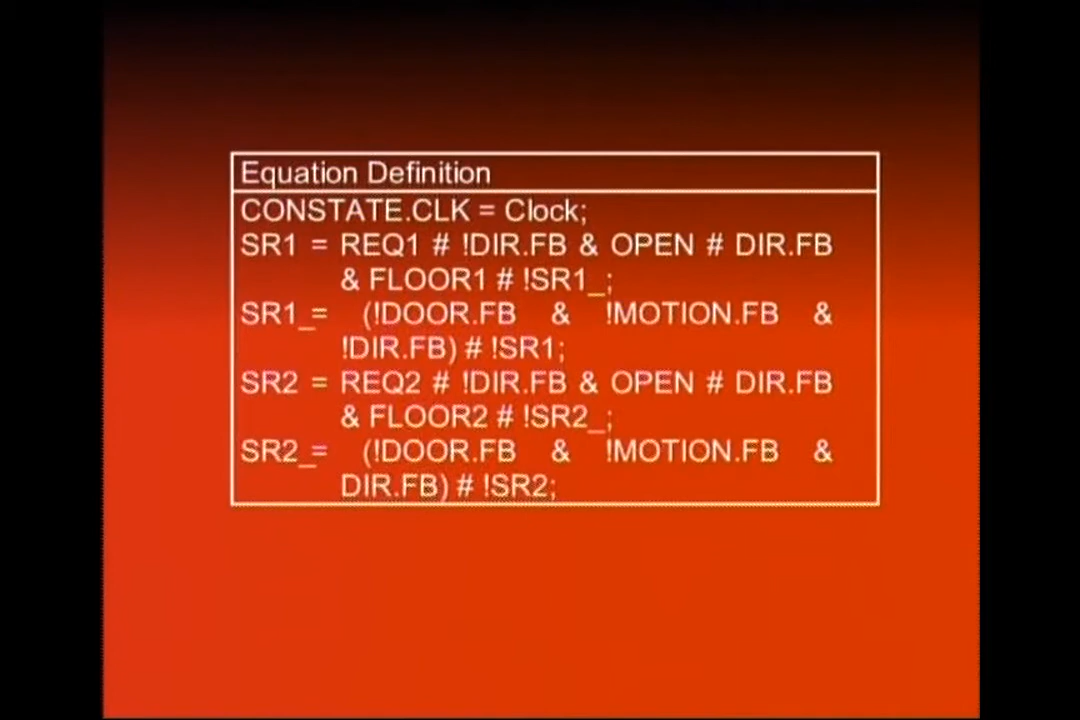 Equation Definition
CONSTATE.CLK = Clock;
SR1 = REQ1 # !DIR.FB & OPEN # DIR.FB
& FLOOR1 # !SR1_;
SR1_= (!DOOR.FB & !MOTION.FB &
!DIR.FB) # !SR1;
SR2 = REQ2 # !DIR.FB & OPEN # DIR.FB
& FLOOR2 # !SR2_;
SR2_= (!DOOR.FB & !MOTION.FB &
DIR.FB) # !SR2;